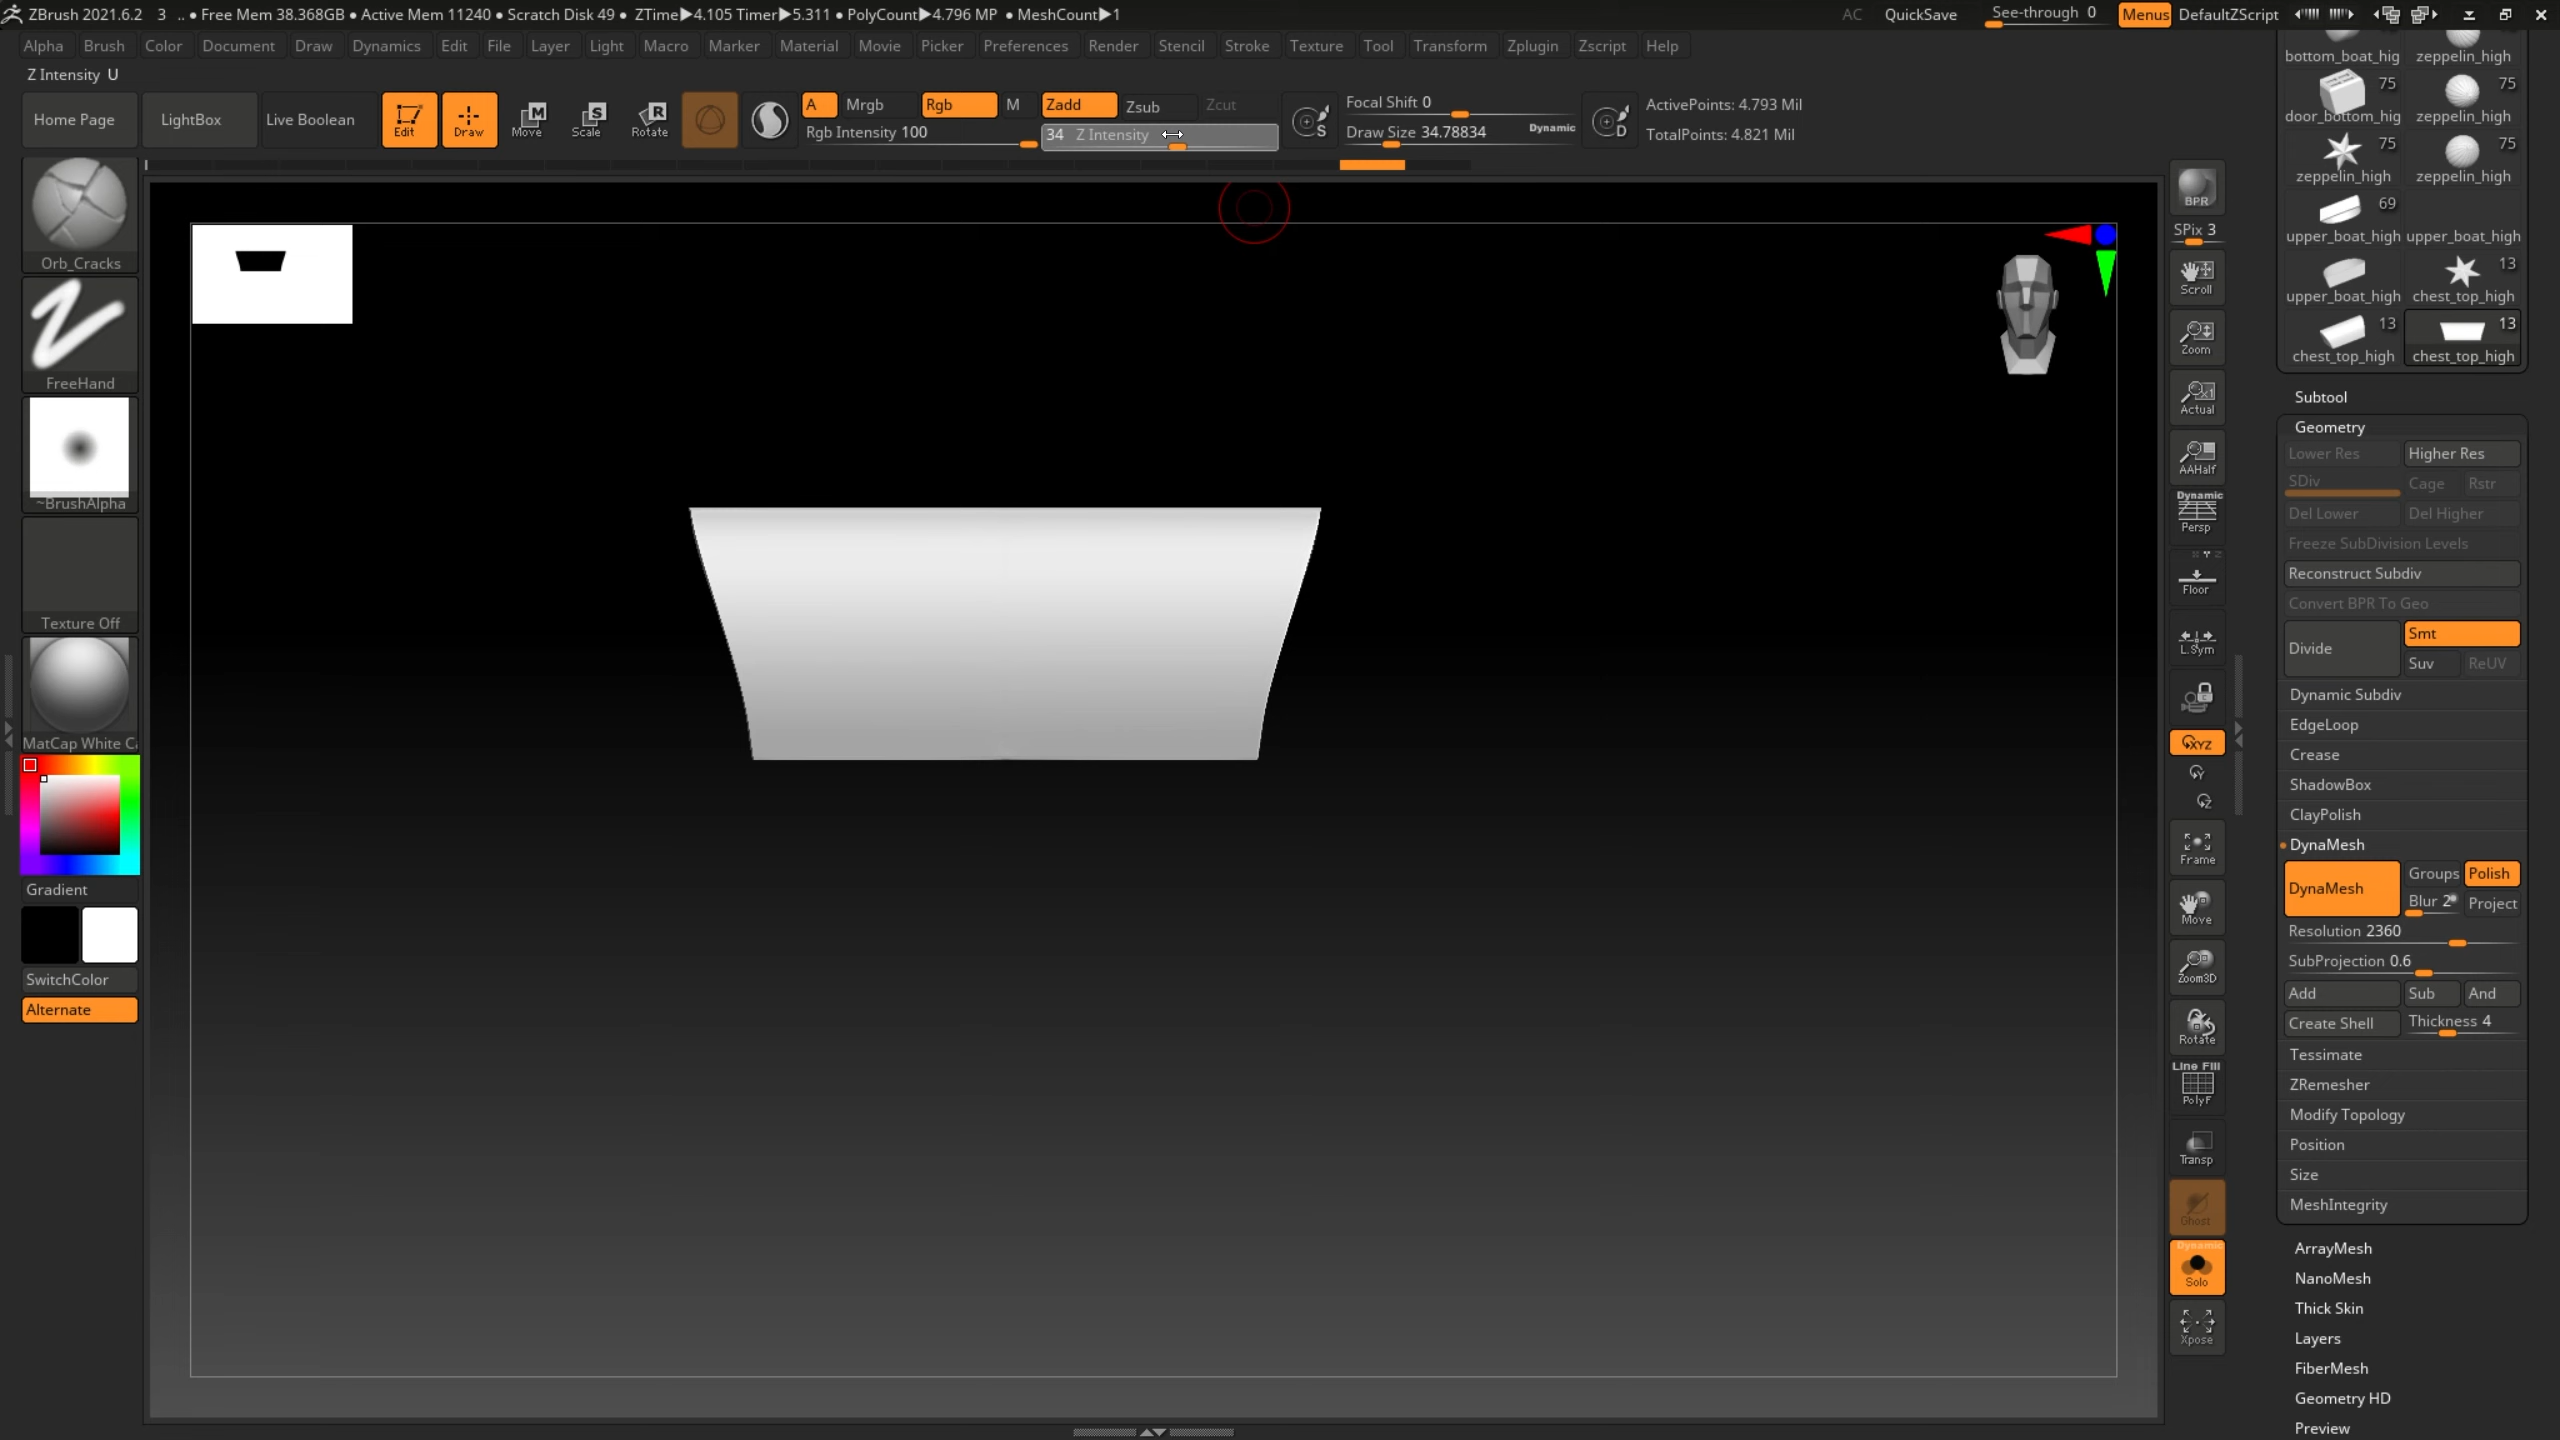 ZBrush 2021.6.2 3 .. • Free Mem 38.368GB • Active Mem 11240 • Scratch Disk 49 • ZTime▶4.105 Timer▶5.311 • PolyCount▶4.796 MP • MeshCount▶1
AC QuickSave See-through 0 Menus DefaultZScript
Alpha Brush Color Document Draw Dynamics Edit File Layer Light Macro Marker Material Movie Picker Preferences Render Stencil Stroke Texture Tool Transform Zplugin Zscript Help
Z Intensity U
Home Page LightBox Live Boolean Edit Draw Move Scale Rotate
A Mrgb Rgb M Zadd Zsub Zcut
Rgb Intensity 100 34 Z Intensity
Focal Shift 0
Draw Size 34.78834 Dynamic
ActivePoints: 4.793 Mil
TotalPoints: 4.821 Mil
Orb_Cracks
FreeHand
~BrushAlpha
Texture Off
MatCap White Ca
Gradient
SwitchColor
Alternate
BPR
SPix 3
Scroll
Zoom
Actual
AAHalf
Dynamic
Persp
Floor
L.Sym
XYZ
Y
Z
Frame
Move
Zoom3D
Rotate
Line Fill
PolyF
Transp
Ghost
Dynamic
Solo
Xpose
bottom_boat_hig zeppelin_high
75 75
door_bottom_hig zeppelin_high
75 75
zeppelin_high zeppelin_high
69
upper_boat_high upper_boat_high
13
upper_boat_high chest_top_high
13 13
chest_top_high chest_top_high
Subtool
Geometry
Lower Res Higher Res
SDiv Cage Rstr
Del Lower Del Higher
Freeze SubDivision Levels
Reconstruct Subdiv
Convert BPR To Geo
Divide Smt
Suv ReUV
Dynamic Subdiv
EdgeLoop
Crease
ShadowBox
ClayPolish
DynaMesh
DynaMesh Groups Polish
Blur 2 Project
Resolution 2360
SubProjection 0.6
Add Sub And
Create Shell Thickness 4
Tessimate
ZRemesher
Modify Topology
Position
Size
MeshIntegrity
ArrayMesh
NanoMesh
Thick Skin
Layers
FiberMesh
Geometry HD
Preview